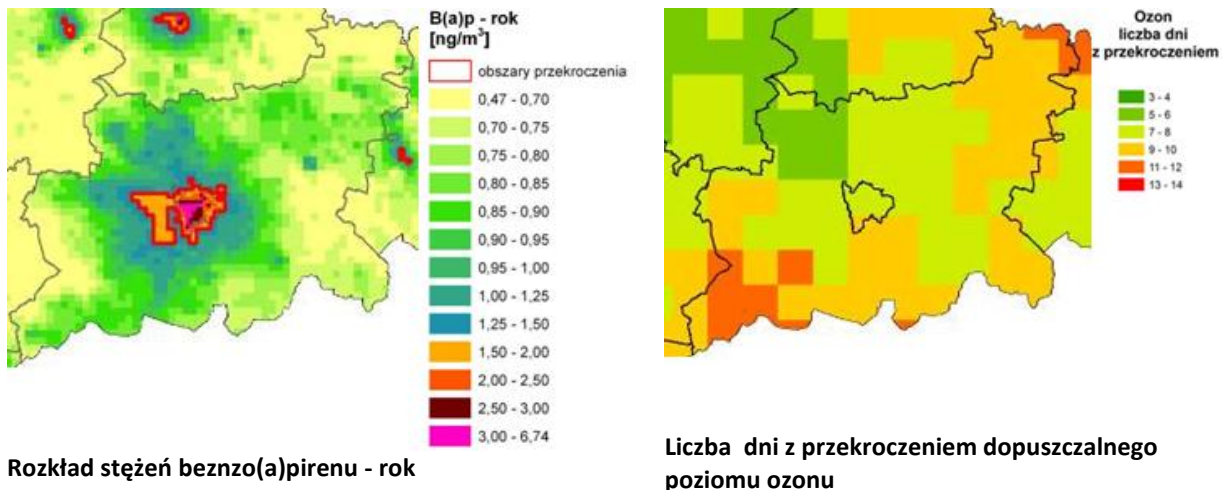 B(a)p - rok
[ng/m³]
obszary przekroczenia
0,47 - 0,70
0,70 - 0,75
0,75 - 0,80
0,80 - 0,85
0,85 - 0,90
0,90 - 0,95
0,95 - 1,00
1,00 - 1,25
1,25 - 1,50
1,50 - 2,00
2,00 - 2,50
2,50 - 3,00
3,00 - 6,74
Rozkład stężeń beznzo(a)pirenu - rok
Ozon
liczba dni
z przekroczeniem
3 - 4
5 - 6
7 - 8
9 - 10
11 - 12
13 - 14
Liczba dni z przekroczeniem dopuszczalnego
poziomu ozonu